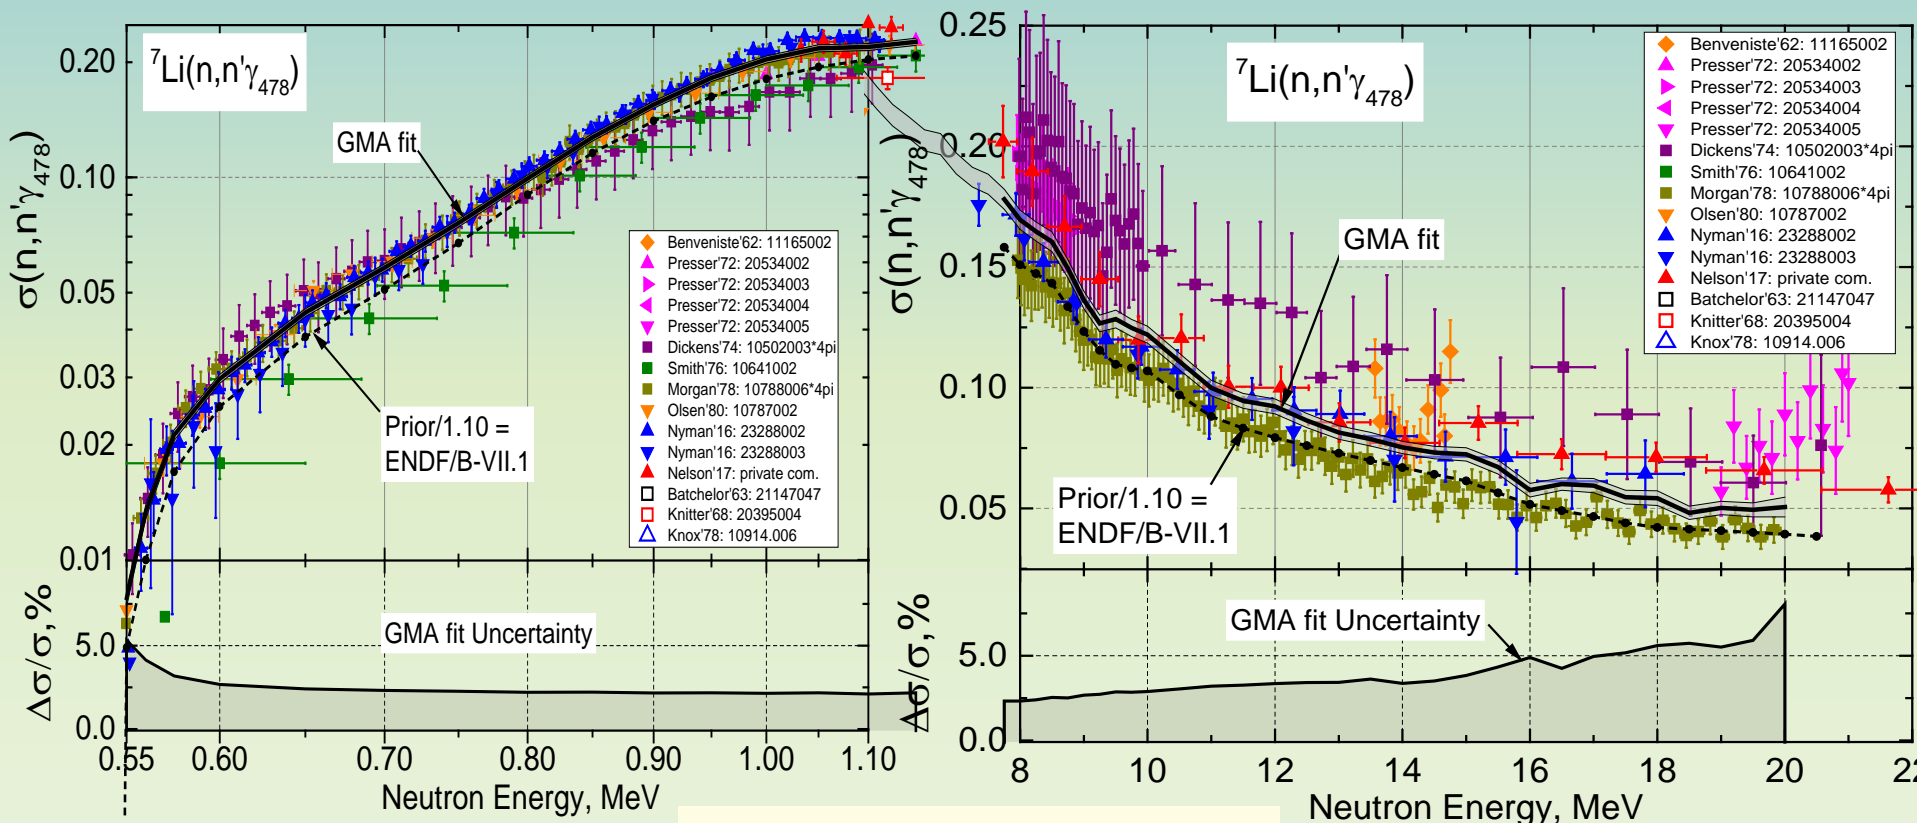 ⁷Li(n,n'γ₄₇₈)
σ(n,n'γ₄₇₈)
0.20
0.10
0.05
0.03
0.02
0.01
GMA fit
Prior/1.10 =
ENDF/B-VII.1
Benveniste'62: 11165002
Presser'72: 20534002
Presser'72: 20534003
Presser'72: 20534004
Presser'72: 20534005
Dickens'74: 10502003*4pi
Smith'76: 10641002
Morgan'78: 10788006*4pi
Olsen'80: 10787002
Nyman'16: 23288002
Nyman'16: 23288003
Nelson'17: private com.
Batchelor'63: 21147047
Knitter'68: 20395004
Knox'78: 10914.006
Δσ/σ,%
5.0
0.0
GMA fit Uncertainty
0.55 0.60 0.70 0.80 0.90 1.00 1.10
Neutron Energy, MeV
⁷Li(n,n'γ₄₇₈)
σ(n,n'γ₄₇₈)
0.25
0.20
0.15
0.10
0.05
GMA fit
Prior/1.10 =
ENDF/B-VII.1
Benveniste'62: 11165002
Presser'72: 20534002
Presser'72: 20534003
Presser'72: 20534004
Presser'72: 20534005
Dickens'74: 10502003*4pi
Smith'76: 10641002
Morgan'78: 10788006*4pi
Olsen'80: 10787002
Nyman'16: 23288002
Nyman'16: 23288003
Nelson'17: private com.
Batchelor'63: 21147047
Knitter'68: 20395004
Knox'78: 10914.006
Δσ/σ,%
5.0
0.0
GMA fit Uncertainty
8 10 12 14 16 18 20 22
Neutron Energy, MeV